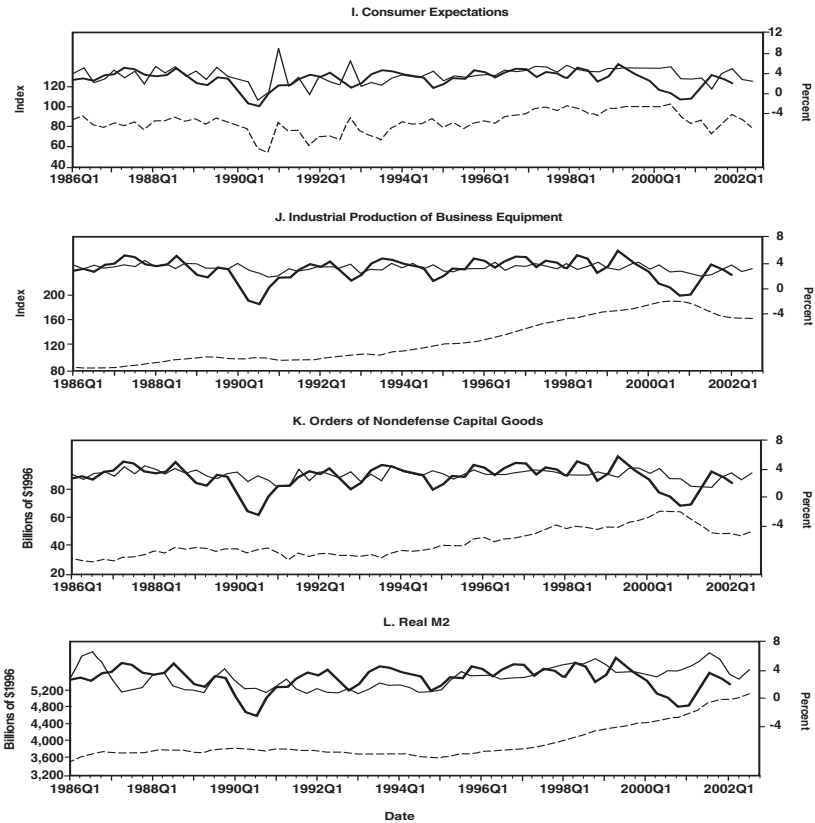 I. Consumer Expectations
12
8
4
0
-4
120
100
80
60
40
Index
Percent
1986Q1 1988Q1 1990Q1 1992Q1 1994Q1 1996Q1 1998Q1 2000Q1 2002Q1
J. Industrial Production of Business Equipment
8
4
0
-4
200
160
120
80
Index
Percent
1986Q1 1988Q1 1990Q1 1992Q1 1994Q1 1996Q1 1998Q1 2000Q1 2002Q1
K. Orders of Nondefense Capital Goods
8
4
0
-4
80
60
40
20
Billions of $1996
Percent
1986Q1 1988Q1 1990Q1 1992Q1 1994Q1 1996Q1 1998Q1 2000Q1 2002Q1
L. Real M2
8
4
0
-4
5,200
4,800
4,400
4,000
3,600
3,200
Billions of $1996
Percent
1986Q1 1988Q1 1990Q1 1992Q1 1994Q1 1996Q1 1998Q1 2000Q1 2002Q1
Date